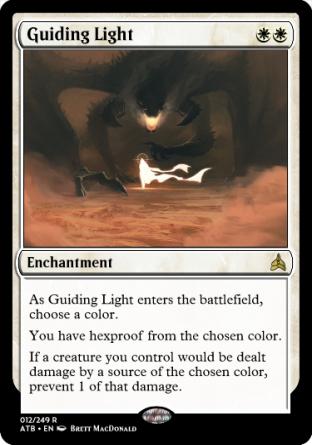 Guiding Light
Enchantment
As Guiding Light enters the battlefield,
choose a color.
You have hexproof from the chosen color.
If a creature you control would be dealt
damage by a source of the chosen color,
prevent 1 of that damage.
012/249 R
ATB • EN Brett MacDonald